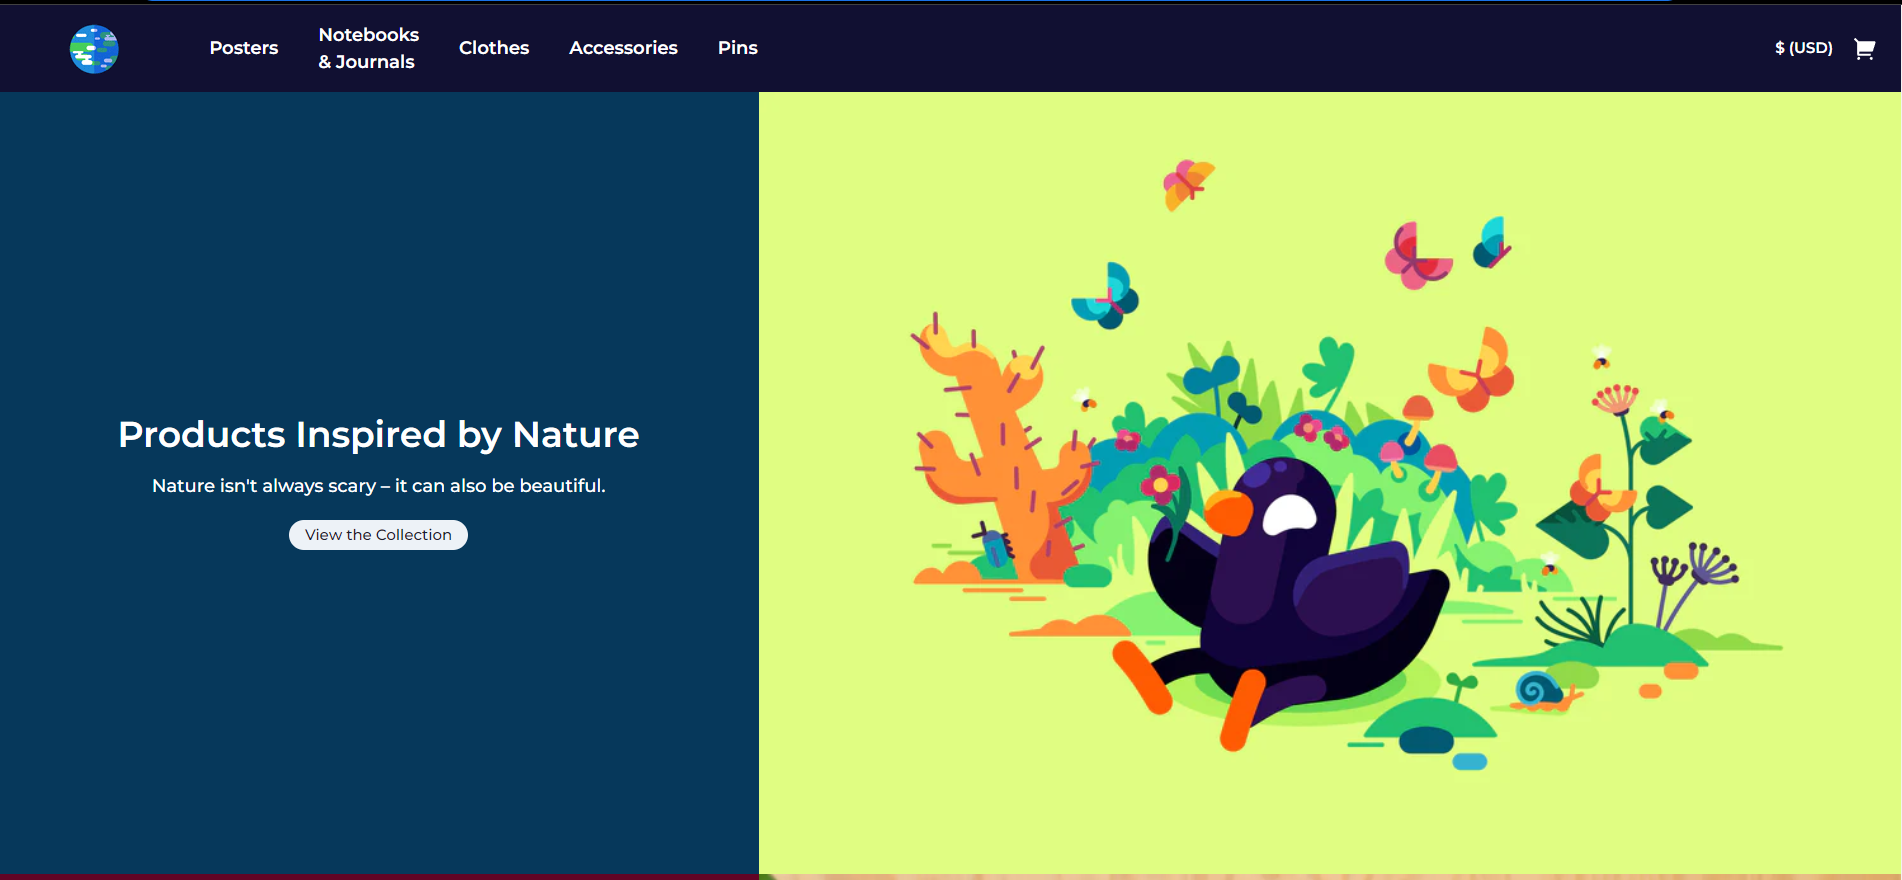 Posters
Notebooks
& Journals
Clothes
Accessories
Pins
$ (USD)
Products Inspired by Nature
Nature isn't always scary – it can also be beautiful.
View the Collection